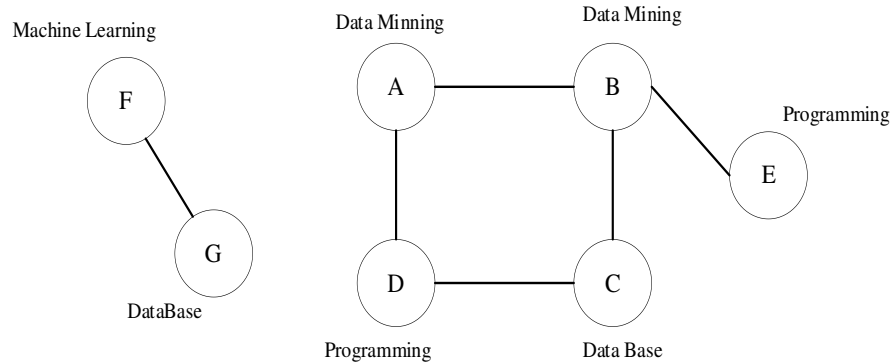 Machine Learning
F
G
DataBase
Data Minning
Data Mining
A
B
Programming
E
D
C
Programming
Data Base